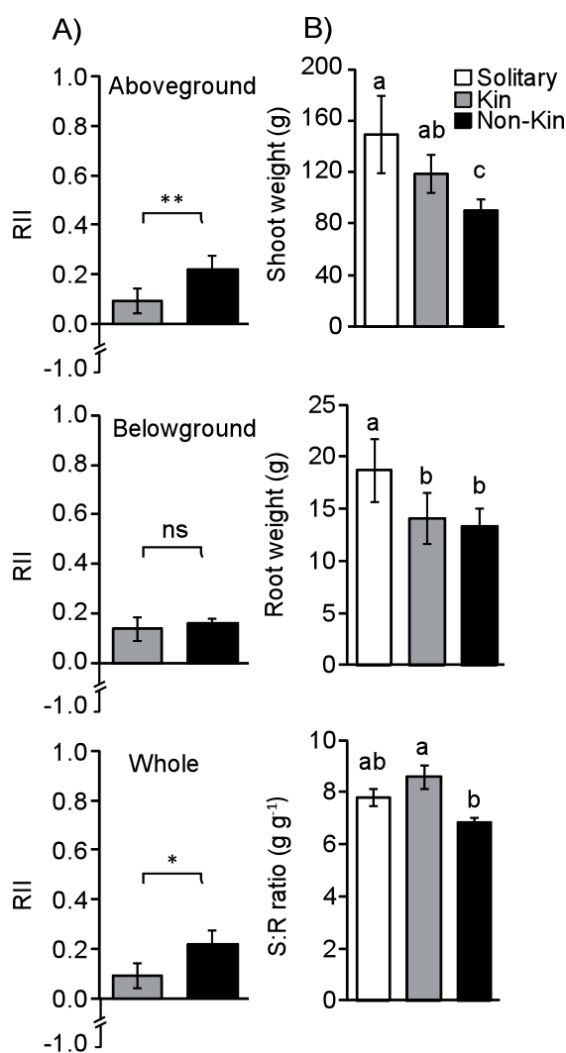 A)
Aboveground
1.0
0.8
0.6
0.4
0.2
0.0
-1.0
RII
**
B)
200
160
120
80
40
0
Shoot weight (g)
Solitary
Kin
Non-Kin
a
ab
c
Belowground
1.0
0.8
0.6
0.4
0.2
0.0
-1.0
RII
ns
25
20
15
10
5
0
Root weight (g)
a
b
b
Whole
1.0
0.8
0.6
0.4
0.2
0.0
-1.0
RII
*
10
8
6
4
2
0
S:R ratio (g g⁻¹)
ab
a
b